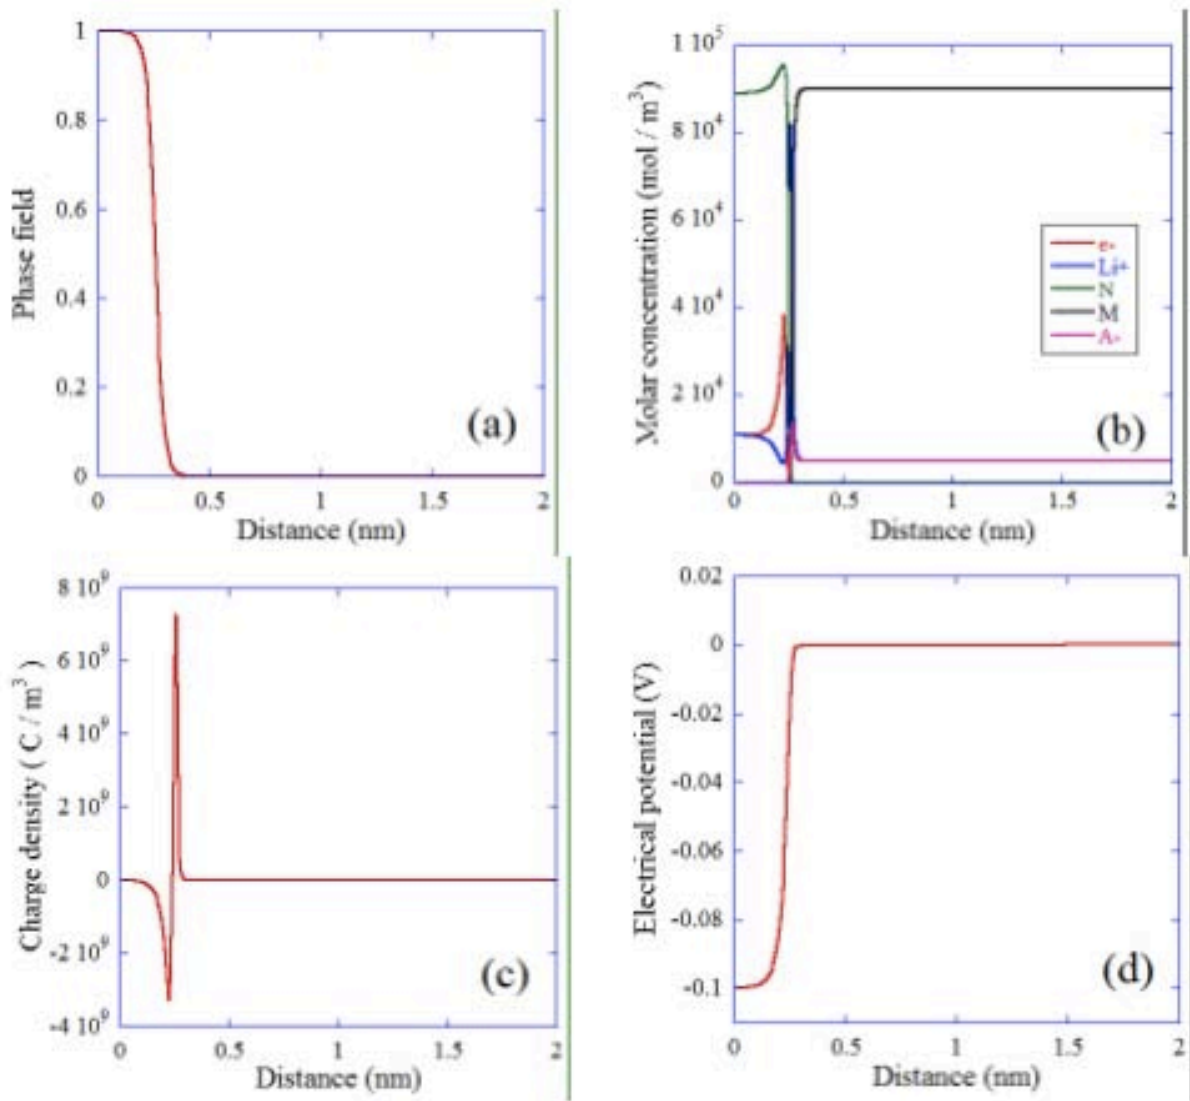 1
0.8
0.6
0.4
0.2
0
0
0.5
1
1.5
2
Phase field
Distance (nm)
(a)
1 10⁵
8 10⁴
6 10⁴
4 10⁴
2 10⁴
0
0
0.5
1
1.5
2
Molar concentration (mol / m³)
Distance (nm)
e-
Li+
N
M
A-
(b)
8 10⁹
6 10⁹
4 10⁹
2 10⁹
0
-2 10⁹
-4 10⁹
0
0.5
1
1.5
2
Charge density ( C / m³)
Distance (nm)
(c)
0.02
0
-0.02
-0.04
-0.06
-0.08
-0.1
0
0.5
1
1.5
2
Electrical potential (V)
Distance (nm)
(d)